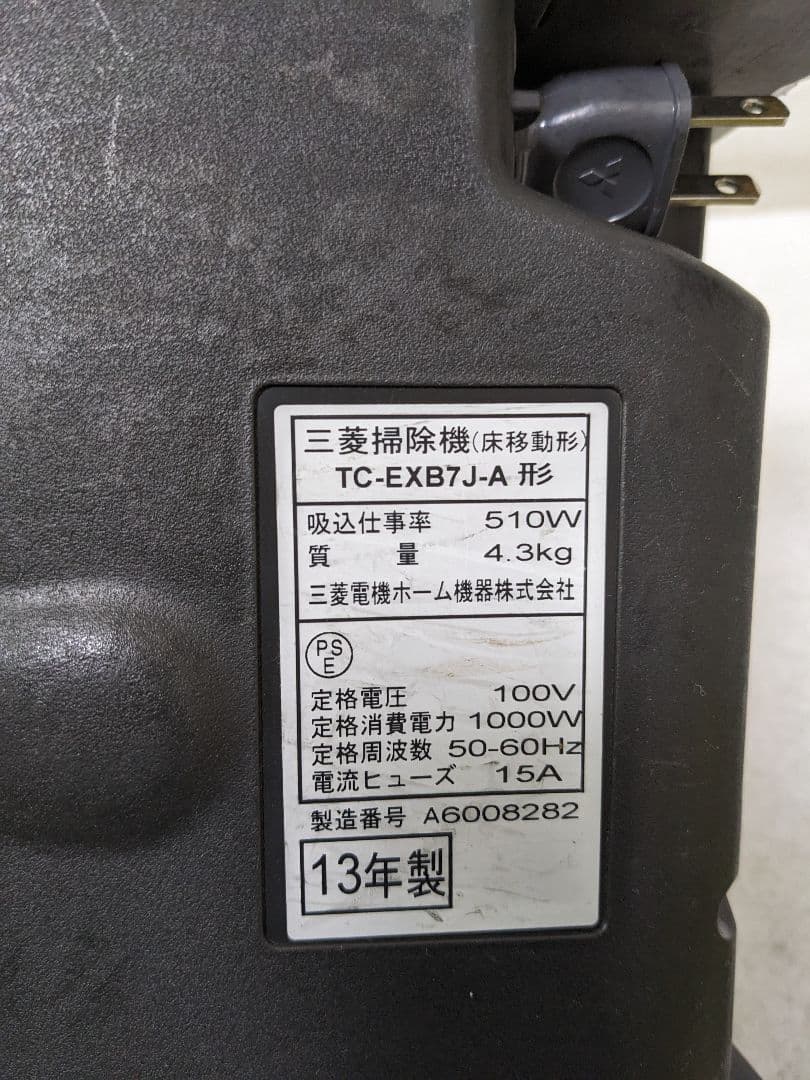 三菱掃除機(床移動形)
TC-EXB7J-A 形
吸込仕事率 510W
質量 4.3kg
三菱電機ホーム機器株式会社
PS
E
定格電圧 100V
定格消費電力 1000W
定格周波数 50-60Hz
電流ヒューズ 15A
製造番号 A6008282
13年製